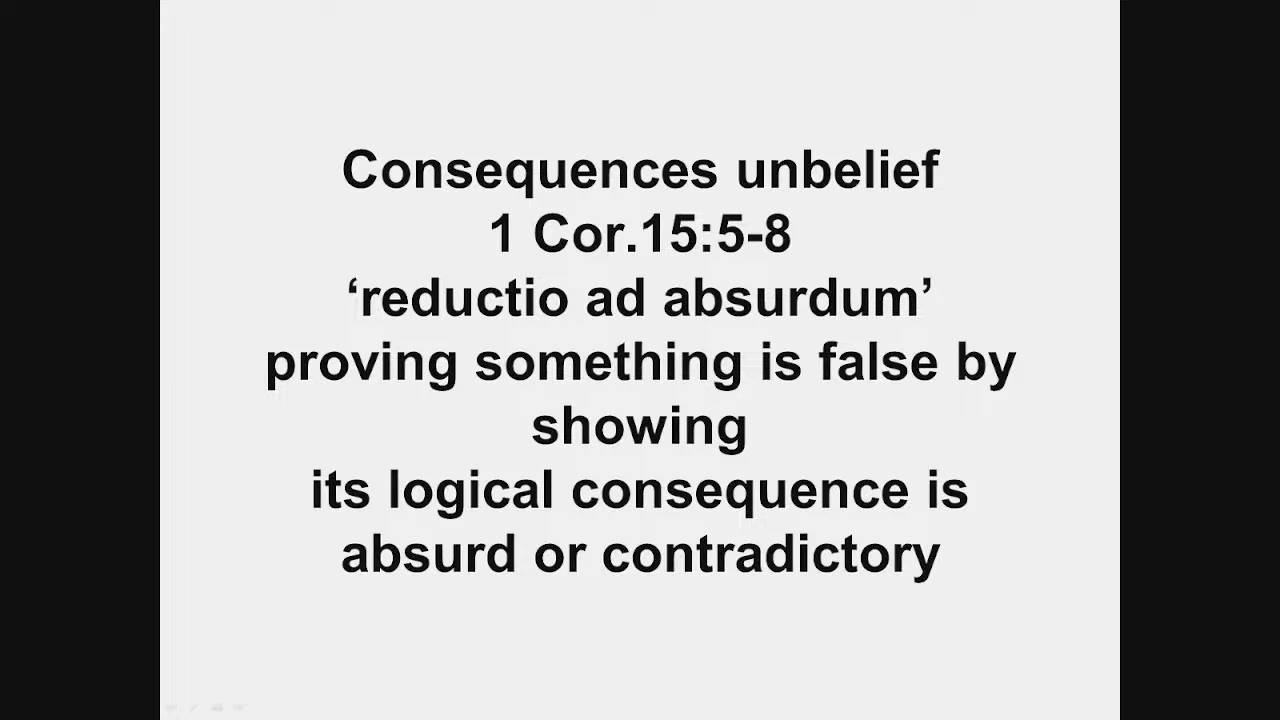 Consequences unbelief
1 Cor.15:5-8
‘reductio ad absurdum’
proving something is false by
showing
its logical consequence is
absurd or contradictory